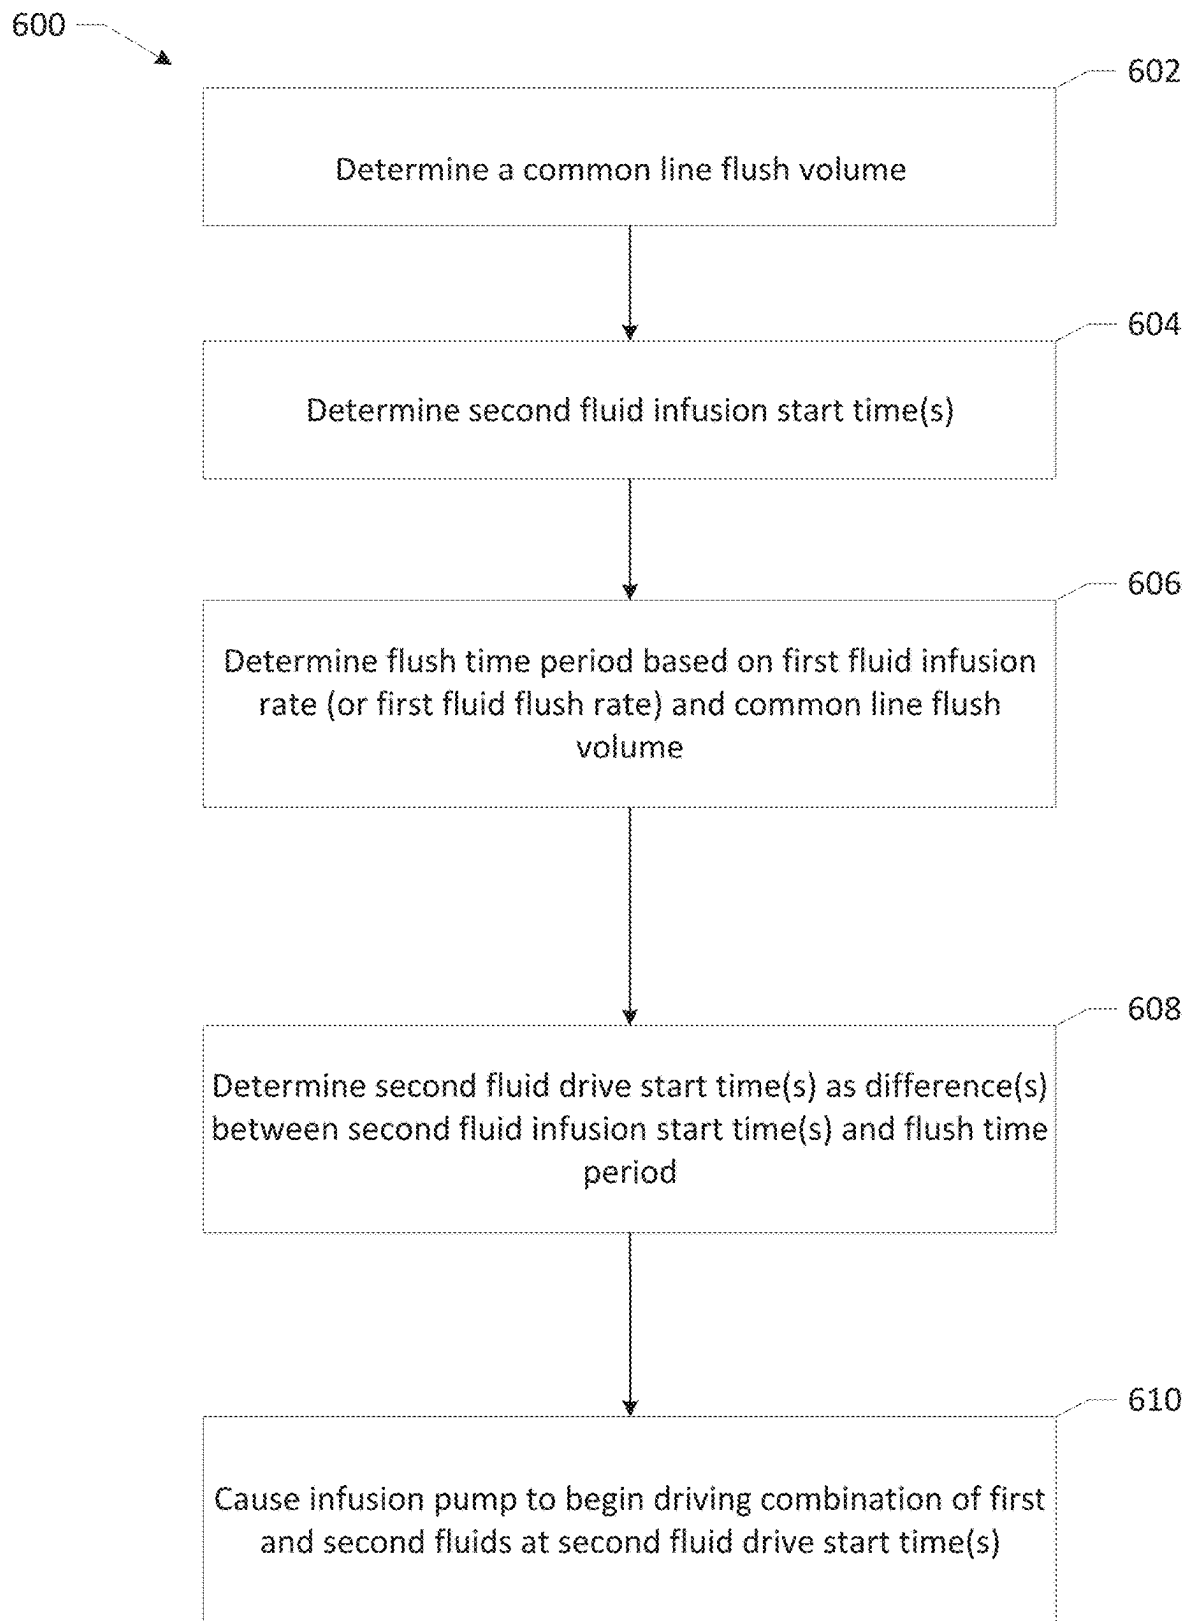 600
602
Determine a common line flush volume
604
Determine second fluid infusion start time(s)
606
Determine flush time period based on first fluid infusion
rate (or first fluid flush rate) and common line flush
volume
608
Determine second fluid drive start time(s) as difference(s)
between second fluid infusion start time(s) and flush time
period
610
Cause infusion pump to begin driving combination of first
and second fluids at second fluid drive start time(s)